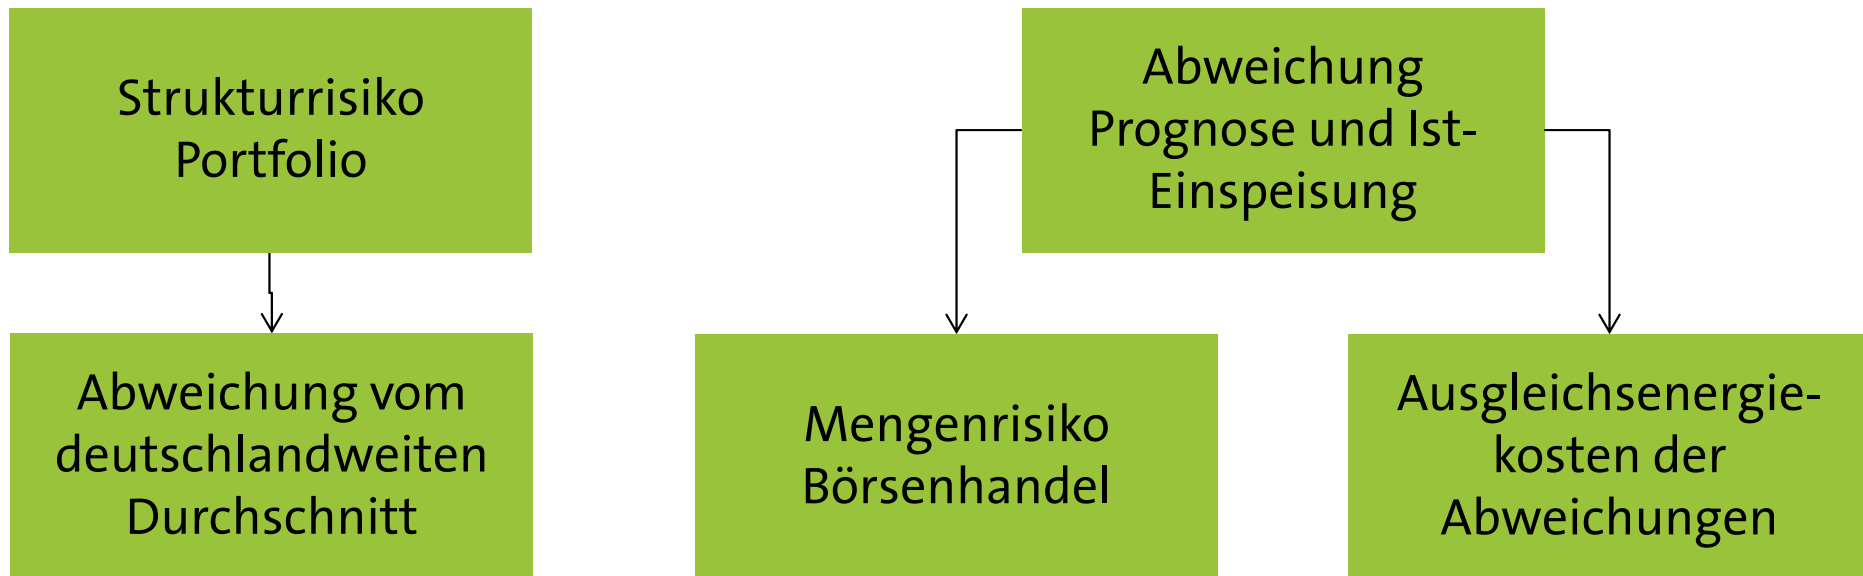 Strukturrisiko
Portfolio
Abweichung
Prognose und Ist-
Einspeisung
Abweichung vom
deutschlandweiten
Durchschnitt
Mengenrisiko
Börsenhandel
Ausgleichsenergie-
kosten der
Abweichungen